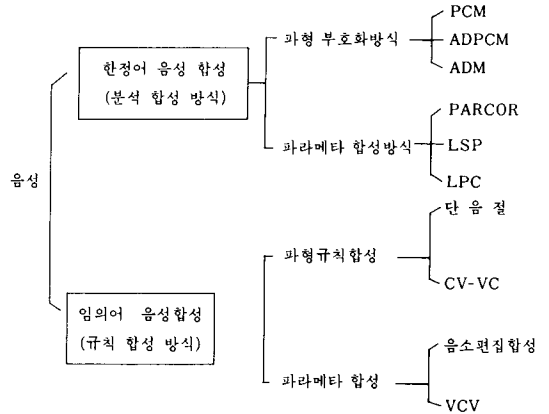 PCM
파형 부호화방식
ADPCM
한정어 음성 합성
(분석 합성 방식)
ADM
PARCOR
파라메타 합성방식
LSP
LPC
음성
단 음 절
파형규칙합성
CV-VC
임의어 음성합성
(규칙 합성 방식)
음소편집합성
파라메타 합성
VCV